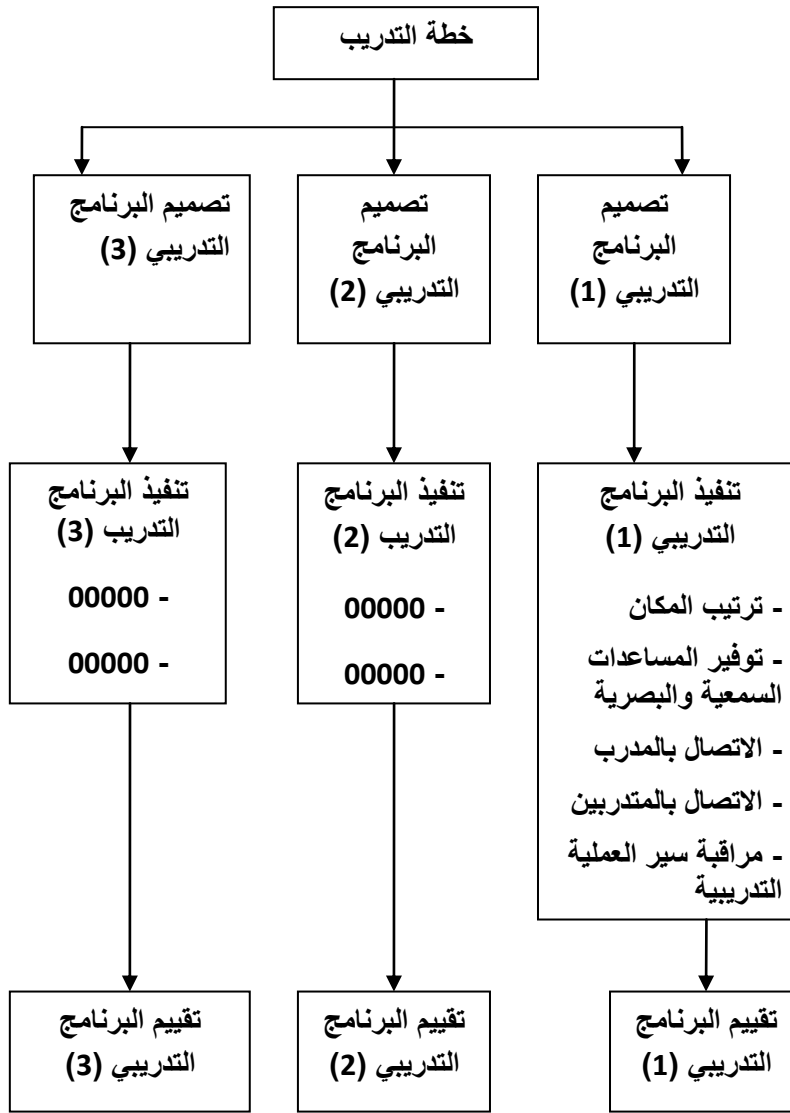 خطة التدريب
تصميم
البرنامج
التدريبي (1)
تصميم
البرنامج
التدريبي (2)
تصميم البرنامج
التدريبي (3)
تنفيذ البرنامج
التدريبي (1)
- ترتيب المكان
- توفير المساعدات
السمعية والبصرية
- الاتصال بالمدرب
- الاتصال بالمتدربين
- مراقبة سير العملية
التدريبية
تنفيذ البرنامج
التدريب (2)
- 00000
- 00000
تنفيذ البرنامج
التدريب (3)
- 00000
- 00000
تقييم البرنامج
التدريبي (1)
تقييم البرنامج
التدريبي (2)
تقييم البرنامج
التدريبي (3)